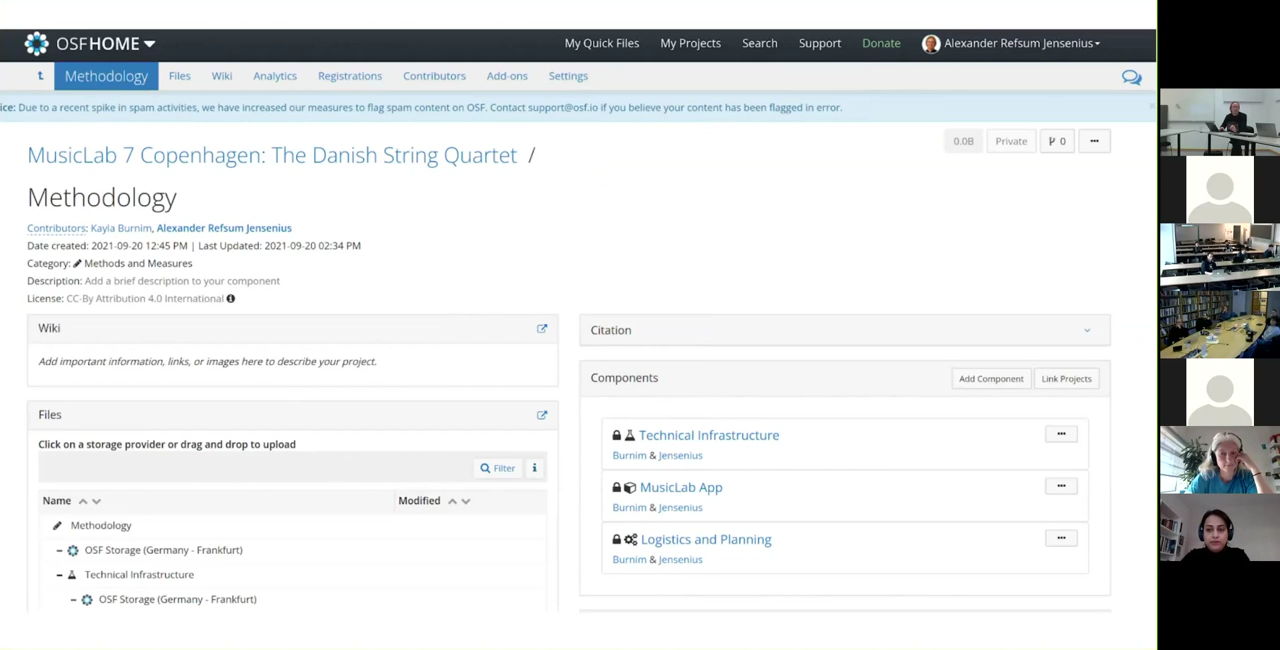 OSFHOME
My Quick Files
My Projects
Search
Support
Donate
Alexander Refsum Jensenius
Methodology
Files
Wiki
Analytics
Registrations
Contributors
Add-ons
Settings
ice: Due to a recent spike in spam activities, we have increased our measures to flag spam content on OSF. Contact support@osf.io if you believe your content has been flagged in error.
0.0B
Private
0
MusicLab 7 Copenhagen: The Danish String Quartet /
Methodology
Contributors: Kayla Burnim, Alexander Refsum Jensenius
Date created: 2021-09-20 12:45 PM | Last Updated: 2021-09-20 02:34 PM
Category: Methods and Measures
Description: Add a brief description to your component
License: CC-By Attribution 4.0 International
Wiki
Add important information, links, or images here to describe your project.
Files
Click on a storage provider or drag and drop to upload
Filter
Name
Modified
Methodology
OSF Storage (Germany - Frankfurt)
Technical Infrastructure
OSF Storage (Germany - Frankfurt)
Citation
Components
Add Component
Link Projects
Technical Infrastructure
Burnim & Jensenius
MusicLab App
Burnim & Jensenius
Logistics and Planning
Burnim & Jensenius